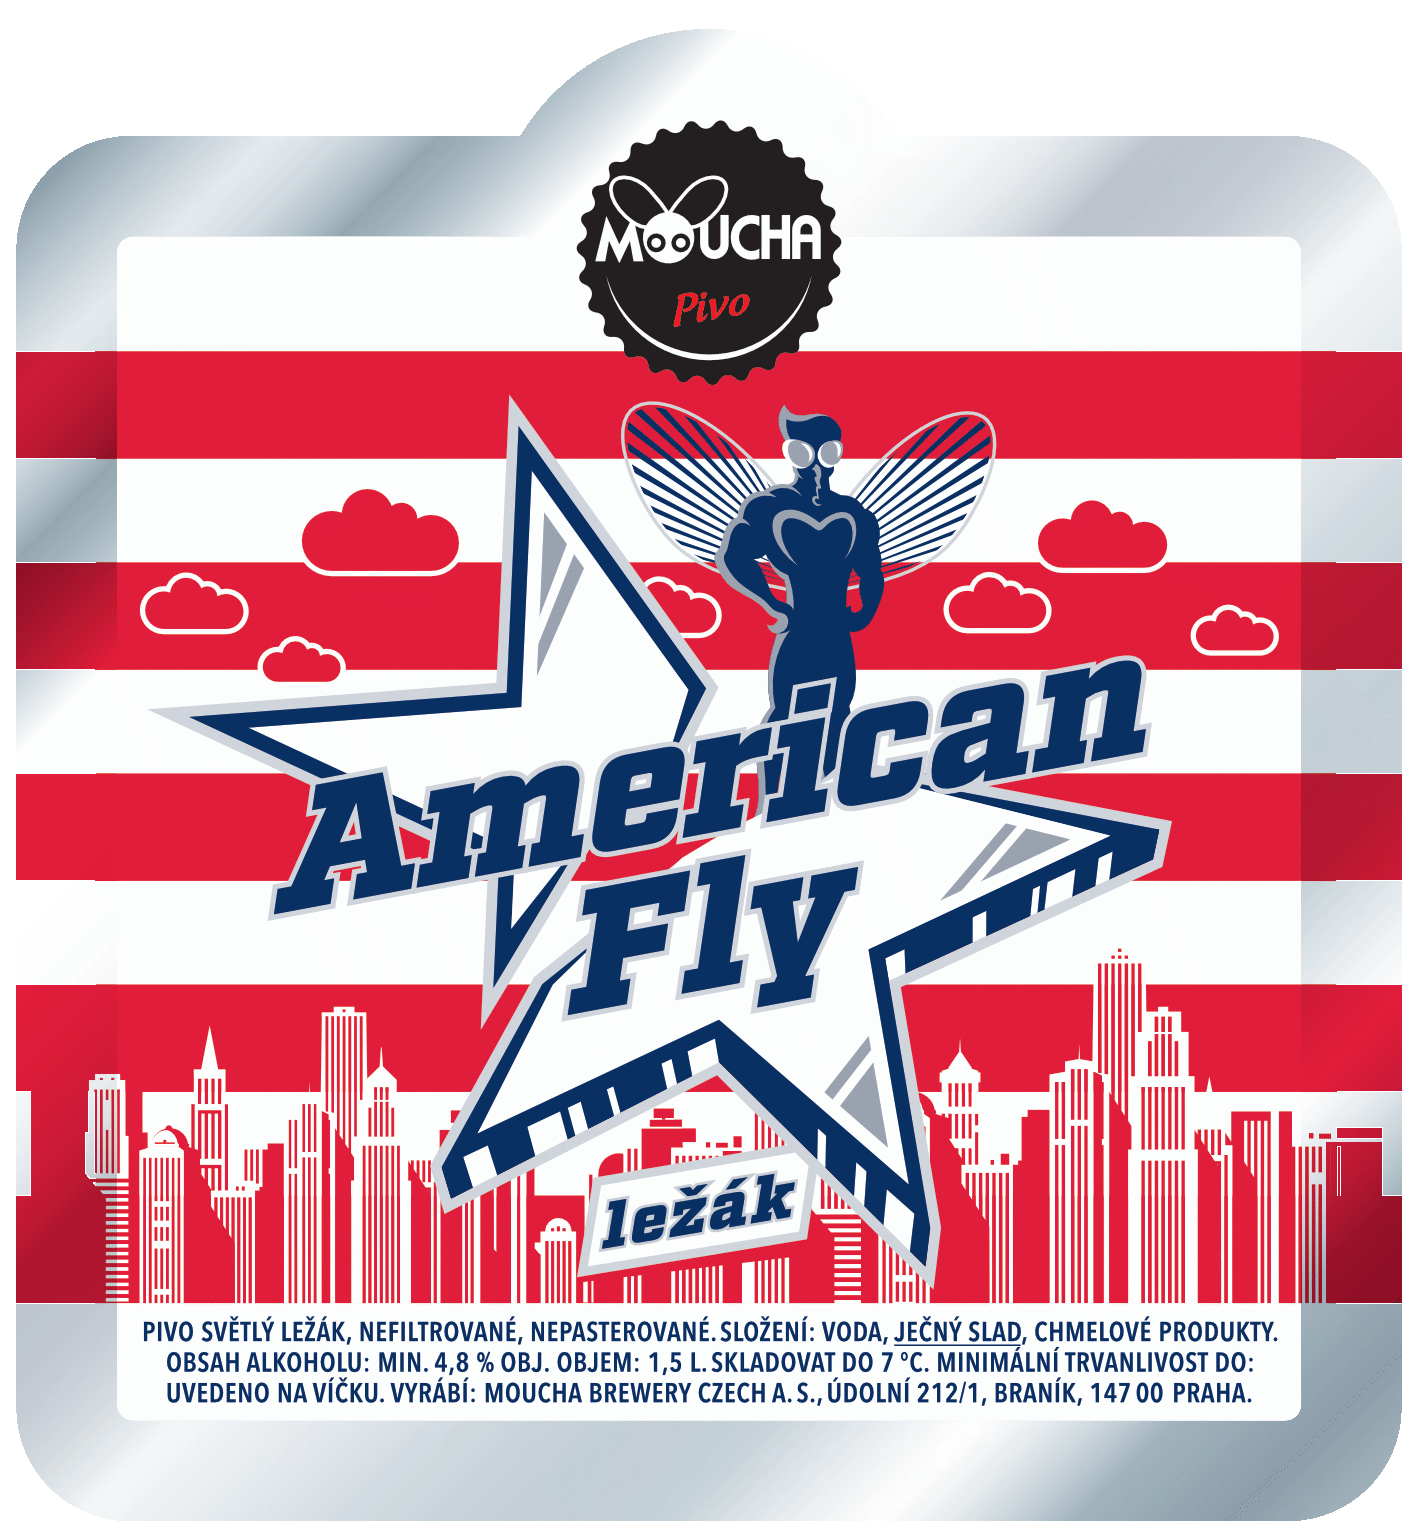 MOUCHA
Pivo
American
Fly
ležák
PIVO SVĚTLÝ LEŽÁK, NEFILTROVANÉ, NEPASTEROVANÉ. SLOŽENÍ: VODA, JEČNÝ SLAD, CHMELOVÉ PRODUKTY.
OBSAH ALKOHOLU: MIN. 4,8 % OBJ. OBJEM: 1,5 L. SKLADOVAT DO 7 °C. MINIMÁLNÍ TRVANLIVOST DO:
UVEDENO NA VÍČKU. VYRÁBÍ: MOUCHA BREWERY CZECH A. S., ÚDOLNÍ 212/1, BRANÍK, 147 00 PRAHA.